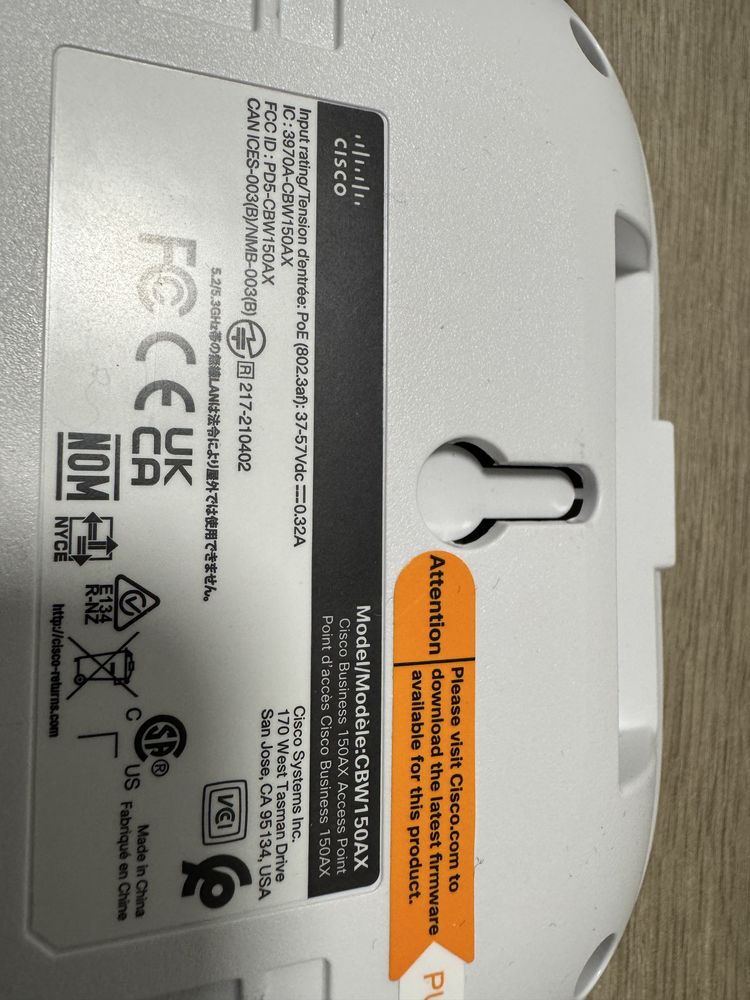 cisco
Model/Modèle:CBW150AX
Cisco Business 150AX Access Point
Point d'accès Cisco Business 150AX
Input rating/Tension d'entrée: PoE (802.3af): 37-57Vdc 0.32A
IC: 3970A-CBW150AX
FCC ID: PD5-CBW150AX
CAN ICES-003(B)/NMB-003(B)
R 217-210402
5.2/5.3GHz帯の無線LANは法令により屋外では使用できません。
Cisco Systems Inc.
170 West Tasman Drive
San Jose, CA 95134, USA
FC CE UK
CA
NOM
NYCE
E134
R-NZ
http://cisco-returns.com
C SA® US
VCI
Made in China
Fabriqué en Chine
Attention
Please visit Cisco.com to
download the latest firmware
available for this product.